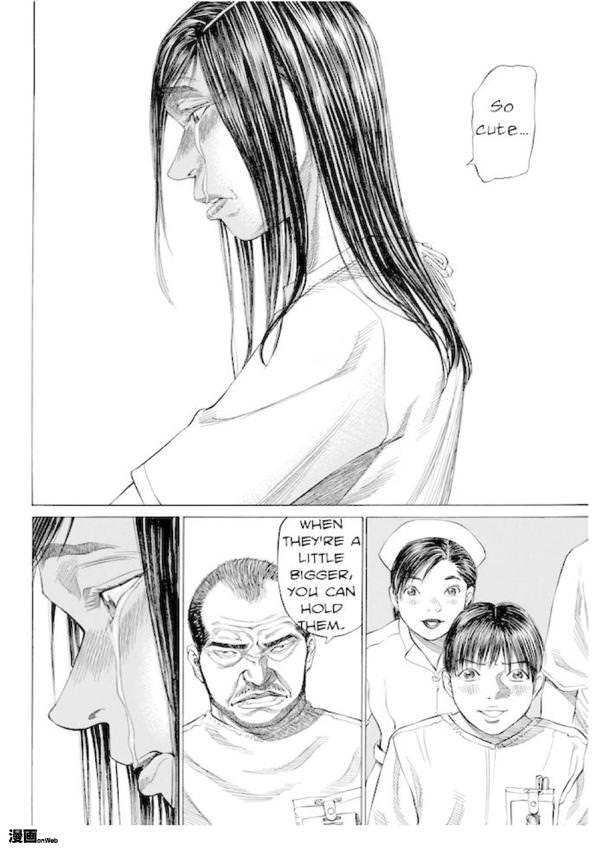 So
cute...
WHEN
THEY'RE A
LITTLE
BIGGER,
YOU CAN
HOLD
THEM.
漫画onWeb